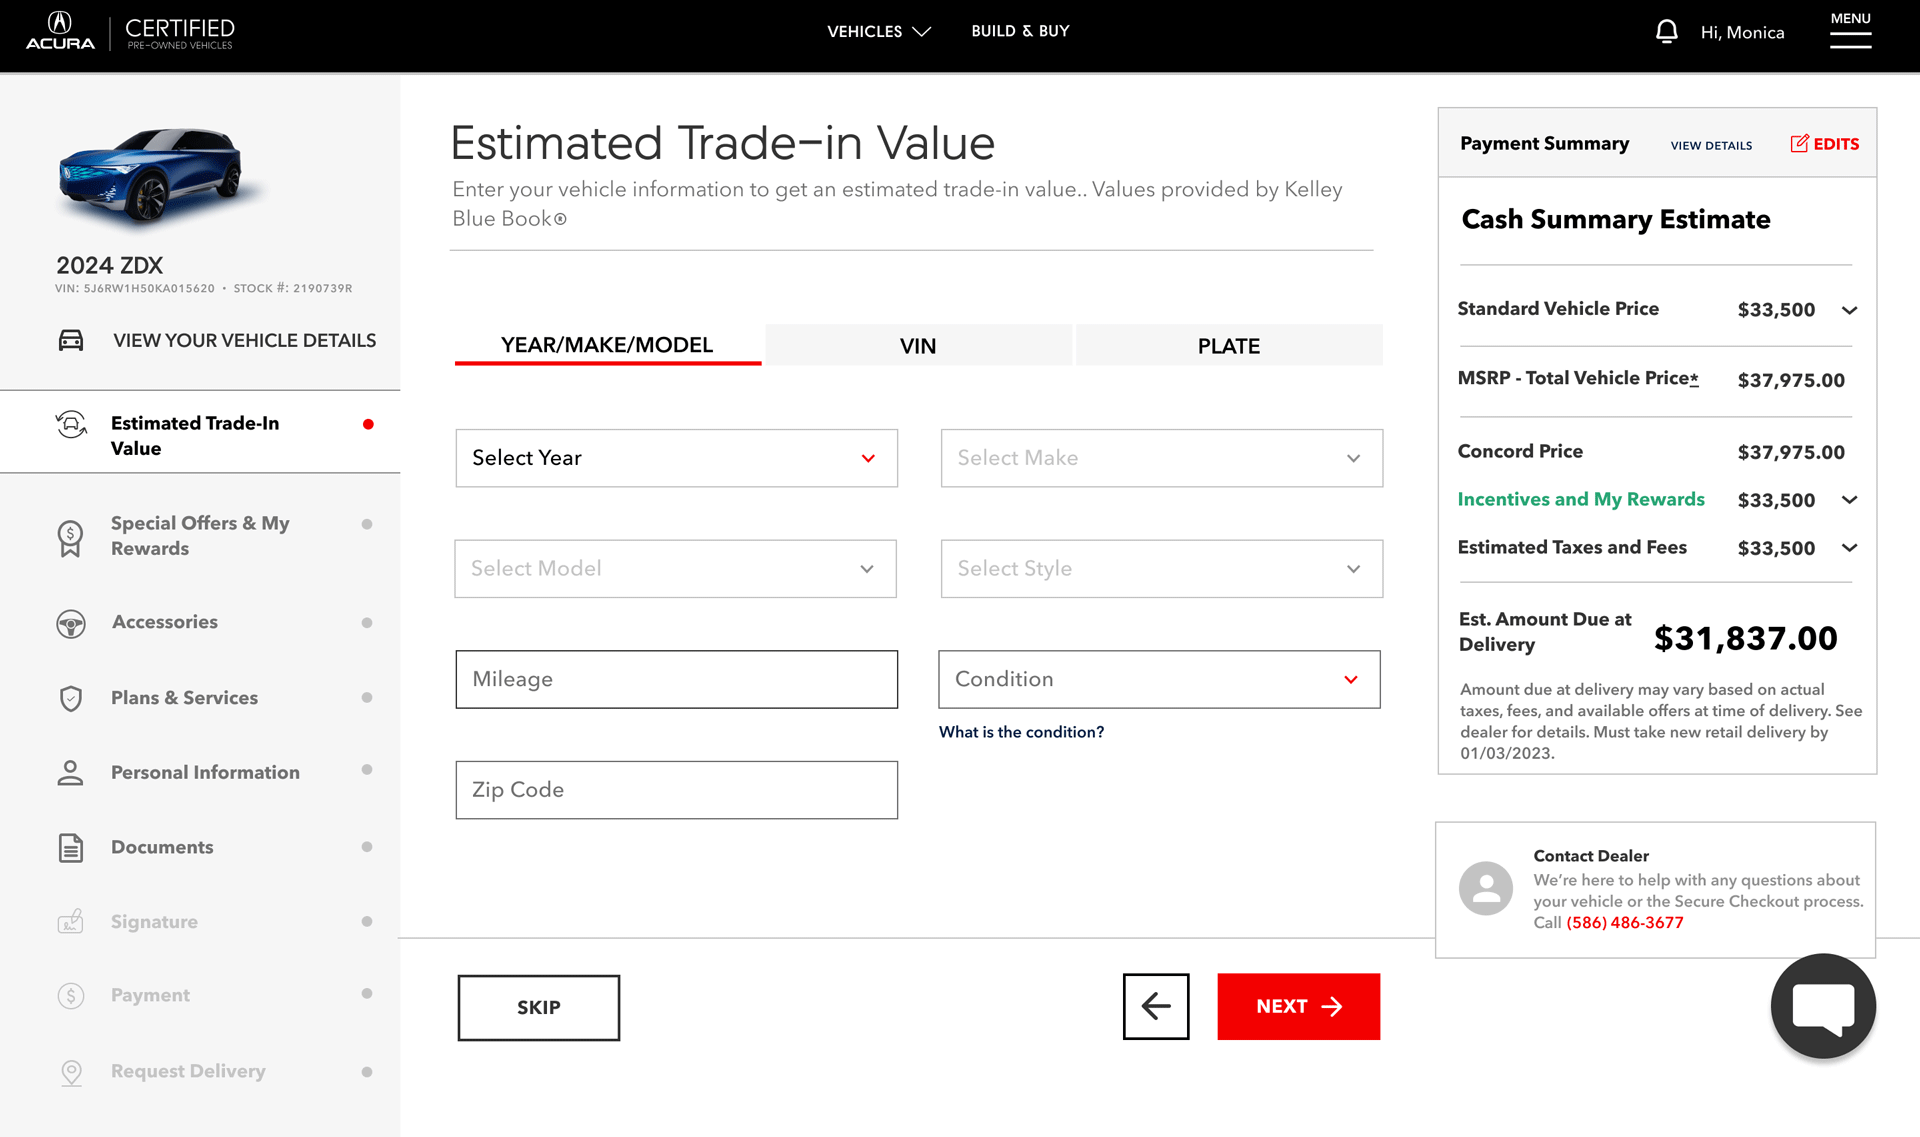 ACURA
CERTIFIED
PRE-OWNED VEHICLES
VEHICLES
BUILD & BUY
Hi, Monica
MENU
2024 ZDX
VIN: 5J6RW1H50KA015620 • STOCK #: 2190739R
VIEW YOUR VEHICLE DETAILS
Estimated Trade-In
Value
Special Offers & My
Rewards
Accessories
Plans & Services
Personal Information
Documents
Signature
Payment
Request Delivery
Estimated Trade-in Value
Enter your vehicle information to get an estimated trade-in value.. Values provided by Kelley
Blue Book®
YEAR/MAKE/MODEL
VIN
PLATE
Select Year
Select Make
Select Model
Select Style
Mileage
Condition
What is the condition?
Zip Code
SKIP
NEXT
Payment Summary
VIEW DETAILS
EDITS
Cash Summary Estimate
Standard Vehicle Price $33,500
MSRP - Total Vehicle Price* $37,975.00
Concord Price $37,975.00
Incentives and My Rewards $33,500
Estimated Taxes and Fees $33,500
Est. Amount Due at
Delivery
$31,837.00
Amount due at delivery may vary based on actual
taxes, fees, and available offers at time of delivery. See
dealer for details. Must take new retail delivery by
01/03/2023.
Contact Dealer
We're here to help with any questions about
your vehicle or the Secure Checkout process.
Call (586) 486-3677